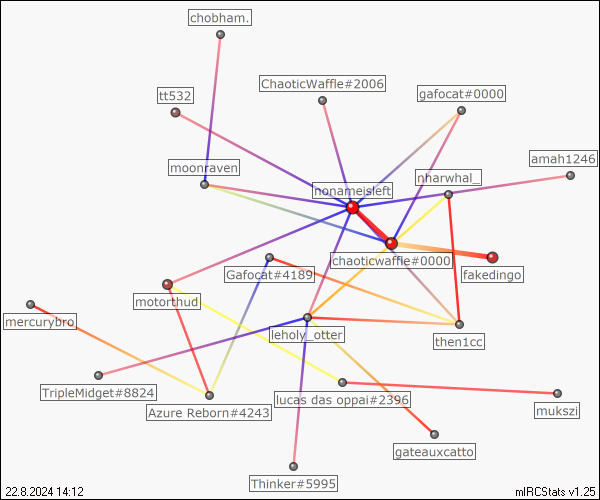 chobham.
ChaoticWaffle#2006
tt532
gafocat#0000
amah1246
moonraven
nharwhal_
nonameisleft
chaoticwaffle#0000
Gafocat#4189
fakedingo
motorthud
mercurybro
leholy_otter
then1cc
TripleMidget#8824
lucas das oppai#2396
Azure Reborn#4243
mukszi
gateauxcatto
Thinker#5995
22.8.2024 14:12
mIRCStats v1.25